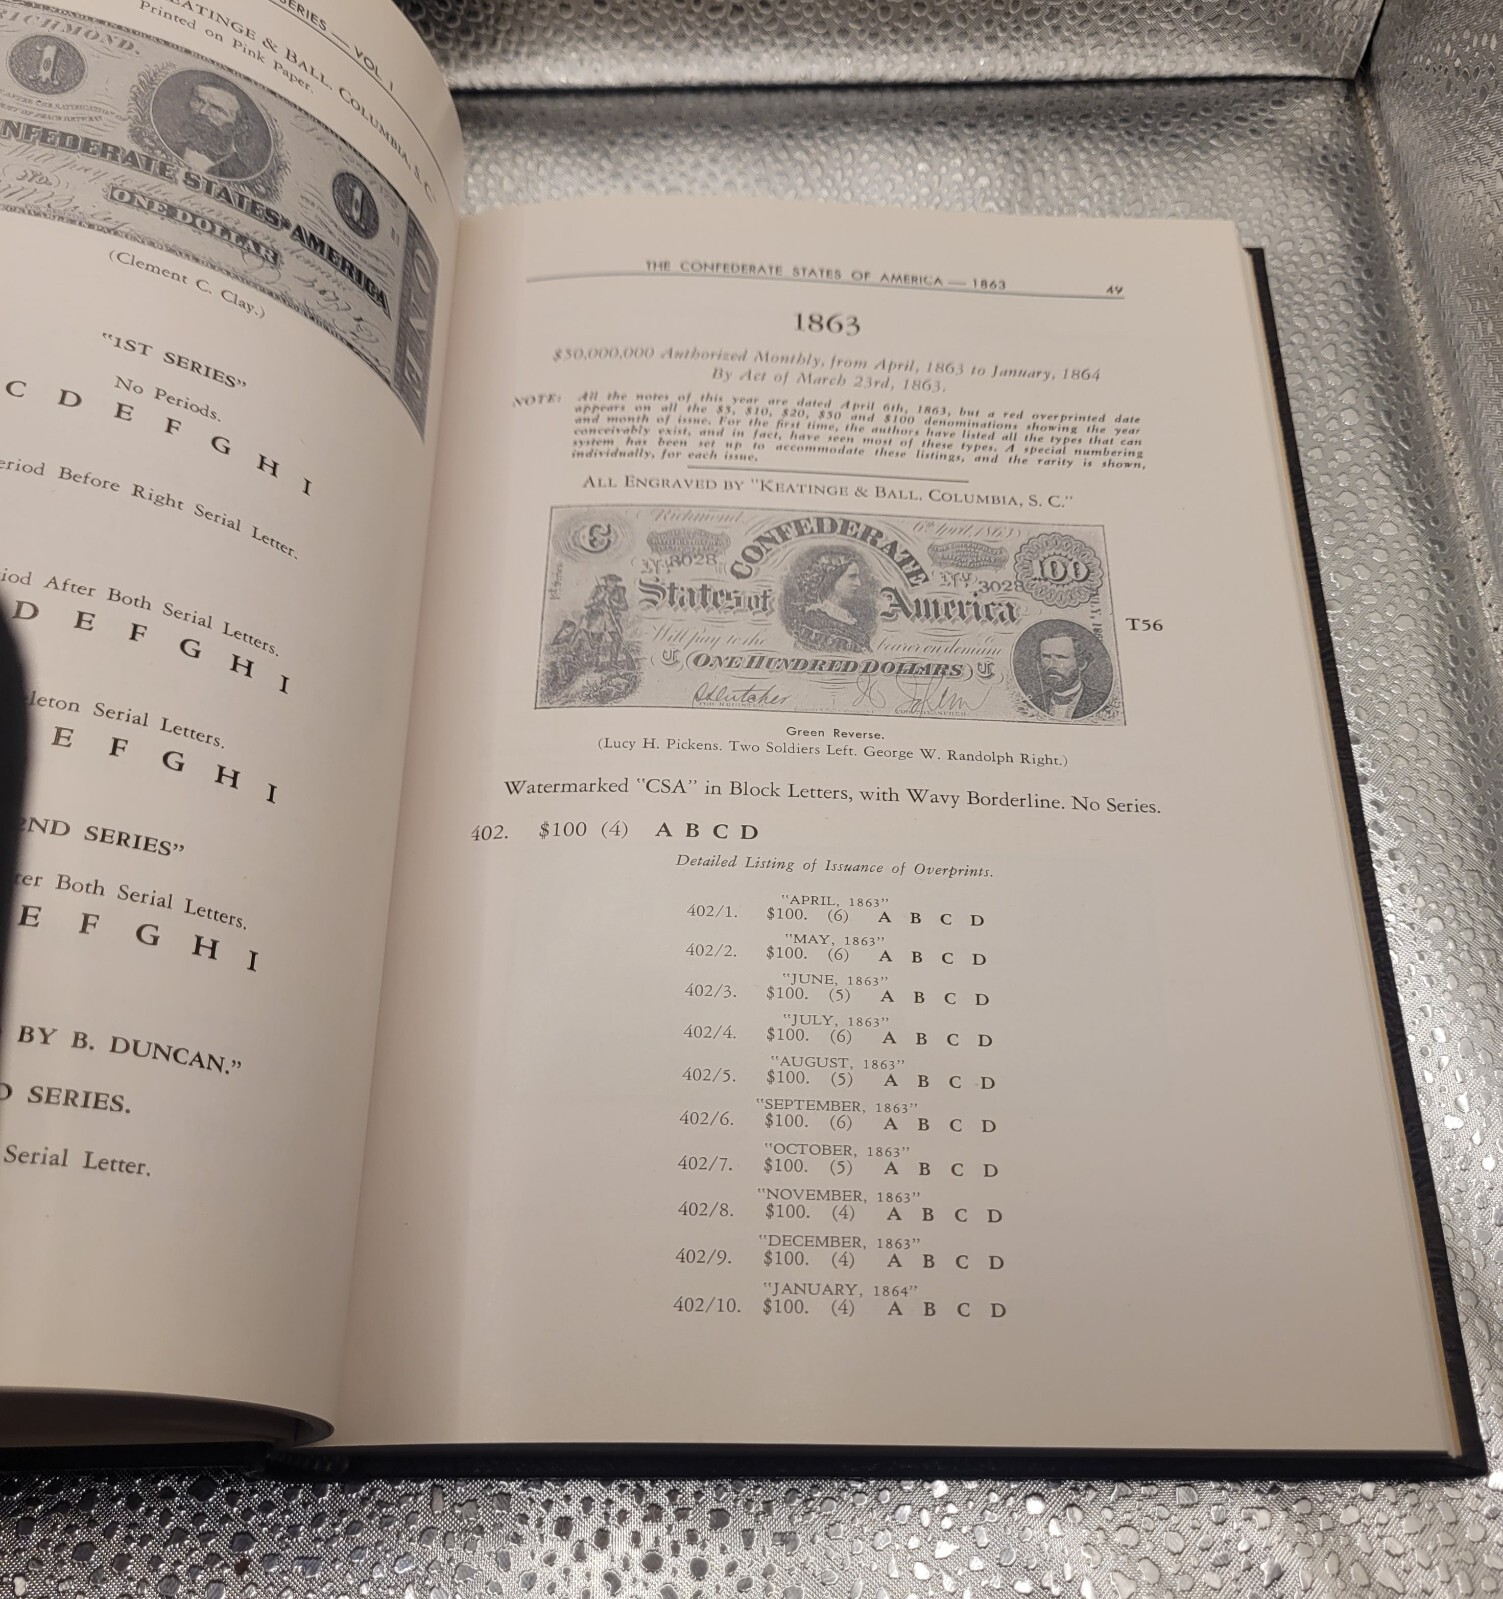 SERIES — VOL. I
KEATINGE & BALL, COLUMBIA, S. C.
Printed on Pink Paper.
RICHMOND.
1
CONFEDERATE STATES OF AMERICA
1
ONE DOLLAR
ONE
(Clement C. Clay.)
"1ST SERIES"
No Periods.
C D E F G H I
eriod Before Right Serial Letter.
iod After Both Serial Letters.
D E F G H I
leton Serial Letters.
E F G H I
2ND SERIES"
ter Both Serial Letters.
E F G H I
BY B. DUNCAN."
D SERIES.
Serial Letter.
THE CONFEDERATE STATES OF AMERICA — 1863 49
1863
$50,000,000 Authorized Monthly, from April, 1863 to January, 1864
By Act of March 23rd, 1863.
NOTE: All the notes of this year are dated April 6th, 1863, but a red overprinted date
appears on all the $5, $10, $20, $50 and $100 denominations showing the year
and month of issue. For the first time, the authors have listed all the types that can
conceivably exist, and in fact, have seen most of these types. A special numbering
system has been set up to accommodate these listings, and the rarity is shown,
individually, for each issue.
ALL ENGRAVED BY "KEATINGE & BALL, COLUMBIA, S. C."
C Richmond 6th April, 1863
CONFEDERATE
100
8028 3028
States of America
Will pay to the bearer on demand
(ONE HUNDRED DOLLARS)
T56
Green Reverse.
(Lucy H. Pickens. Two Soldiers Left. George W. Randolph Right.)
Watermarked "CSA" in Block Letters, with Wavy Borderline. No Series.
402. $100 (4) A B C D
Detailed Listing of Issuance of Overprints.
"APRIL, 1863"
402/1. $100. (6) A B C D
"MAY, 1863"
402/2. $100. (6) A B C D
"JUNE, 1863"
402/3. $100. (5) A B C D
"JULY, 1863"
402/4. $100. (6) A B C D
"AUGUST, 1863"
402/5. $100. (5) A B C D
"SEPTEMBER, 1863"
402/6. $100. (6) A B C D
"OCTOBER, 1863"
402/7. $100. (5) A B C D
"NOVEMBER, 1863"
402/8. $100. (4) A B C D
"DECEMBER, 1863"
402/9. $100. (4) A B C D
"JANUARY, 1864"
402/10. $100. (4) A B C D